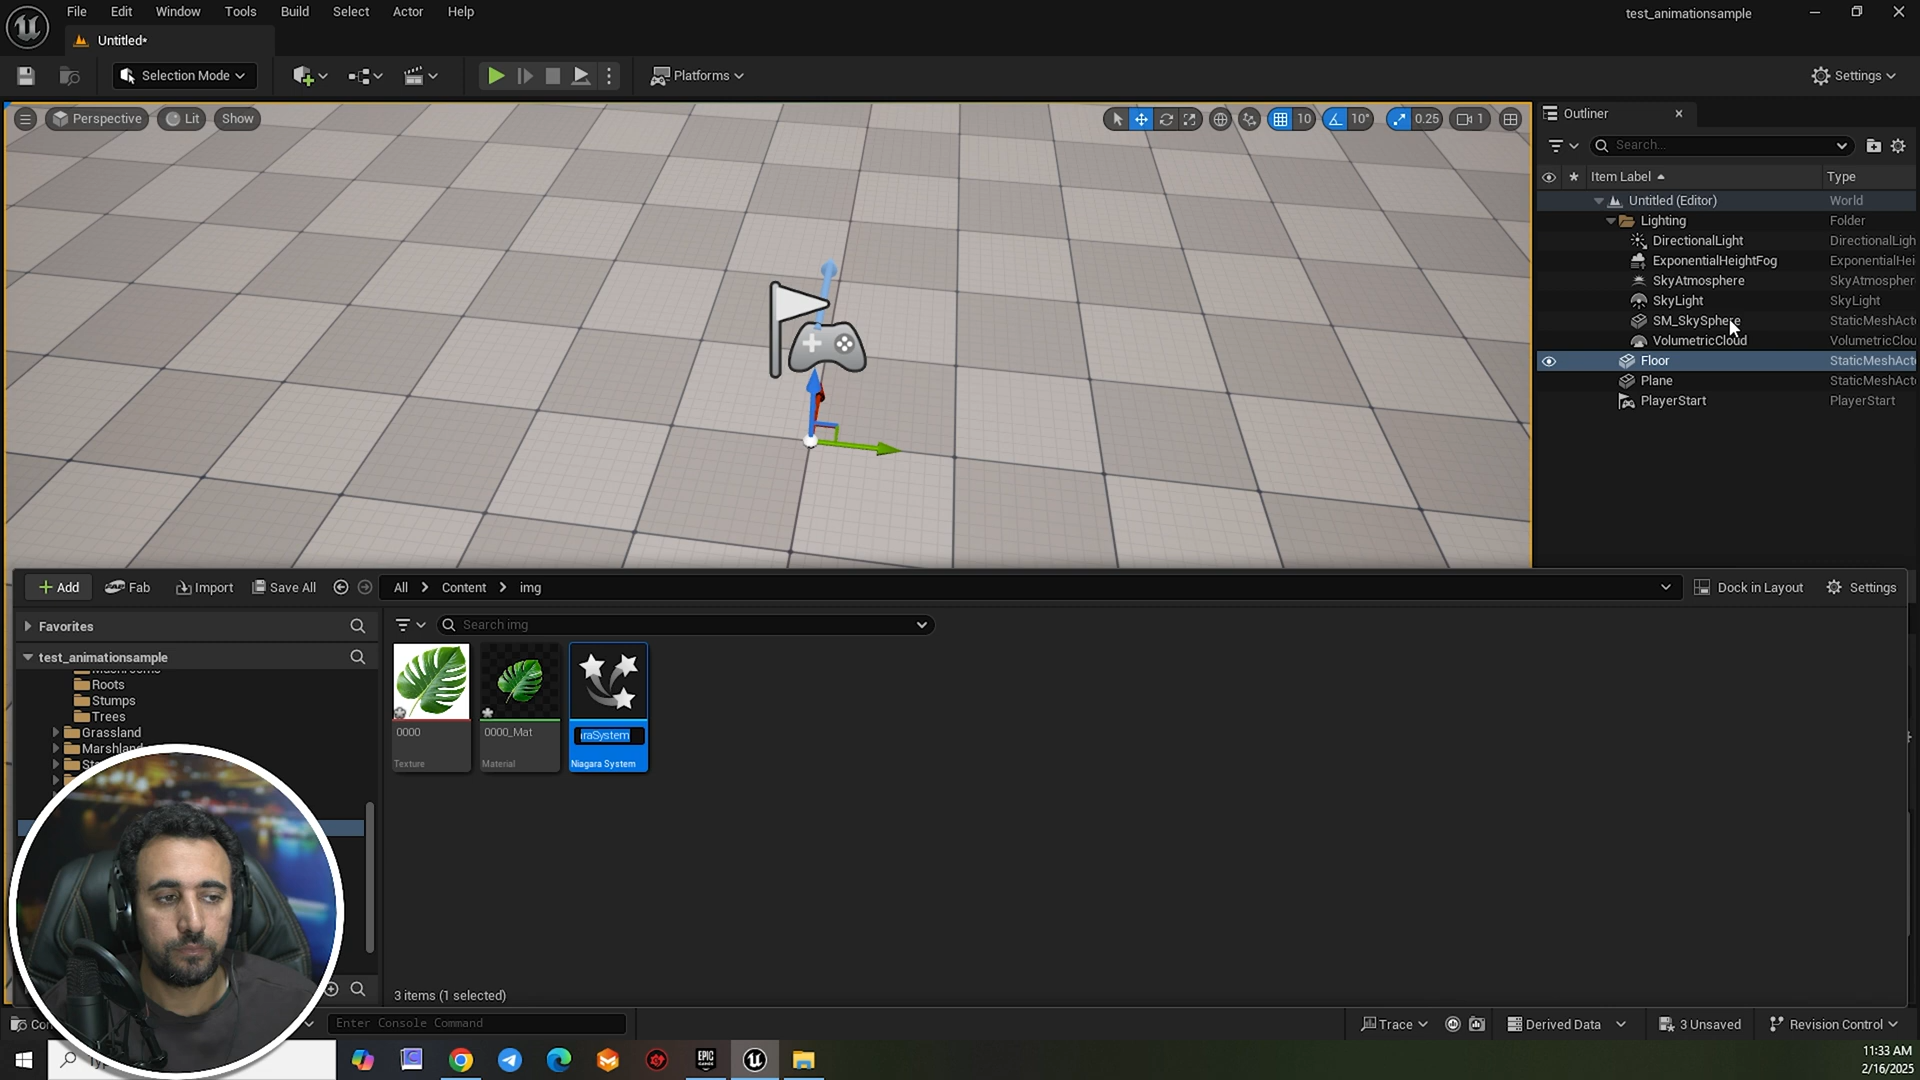 File Edit Window Tools Build Select Actor Help
test_animationsample
Untitled*
Selection Mode
Platforms
Settings
Perspective
Lit
Show
10
10°
0.25
1
Outliner
Search...
Item Label
Type
Untitled (Editor) World
Lighting Folder
DirectionalLight DirectionalLigh
ExponentialHeightFog ExponentialHei
SkyAtmosphere SkyAtmospher
SkyLight SkyLight
SM_SkySphere StaticMeshAct
VolumetricCloud VolumetricClou
Floor StaticMeshAct
Plane StaticMeshAct
PlayerStart PlayerStart
Add
Fab
Import
Save All
All
Content
img
Dock in Layout
Settings
Favorites
Search img
test_animationsample
Roots
Stumps
Trees
Grassland
Marshland
0000
Texture
0000_Mat
Material
araSystem
Niagara System
3 items (1 selected)
Enter Console Command
Trace
Derived Data
3 Unsaved
Revision Control
EPIC
11:33 AM
2/16/2025